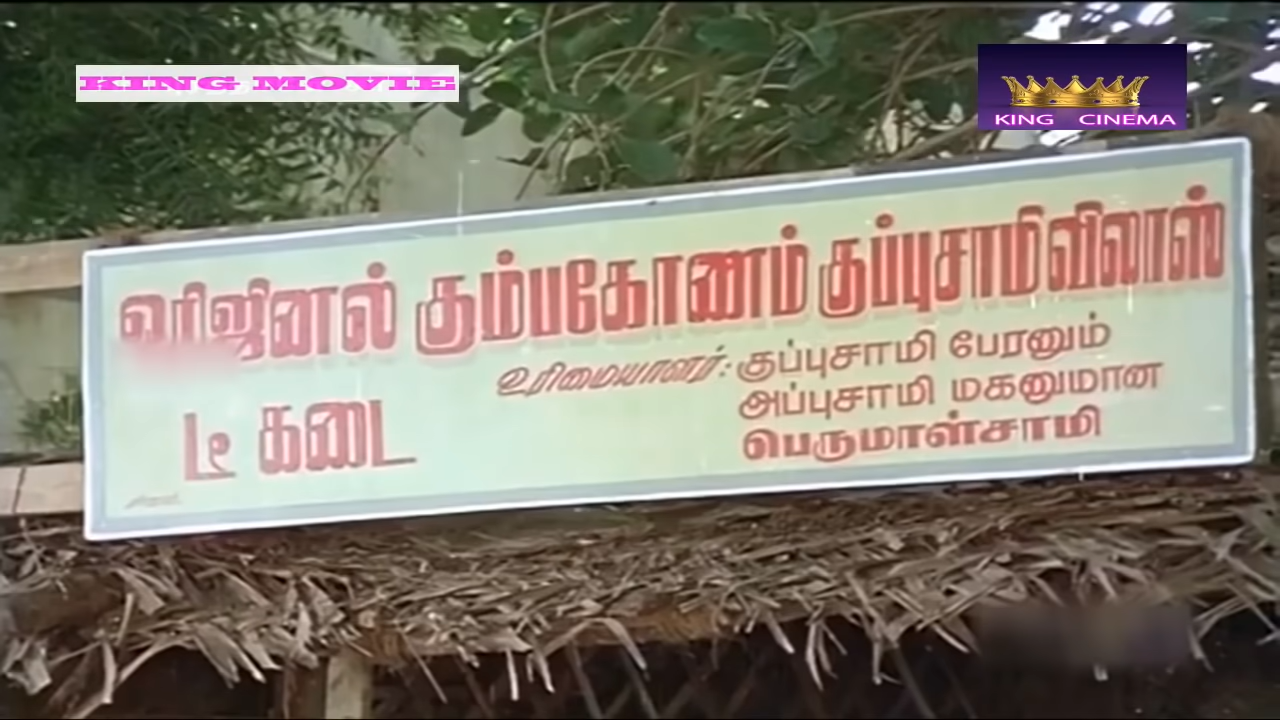 KING MOVIE
KING CINEMA
ஒரிஜினல் கும்பகோணம் குப்புசாமி விலாஸ்
டீ கடை
உரிமையாளர்: குப்புசாமி பேரனும்
அப்புசாமி மகனுமான
பெருமாள்சாமி